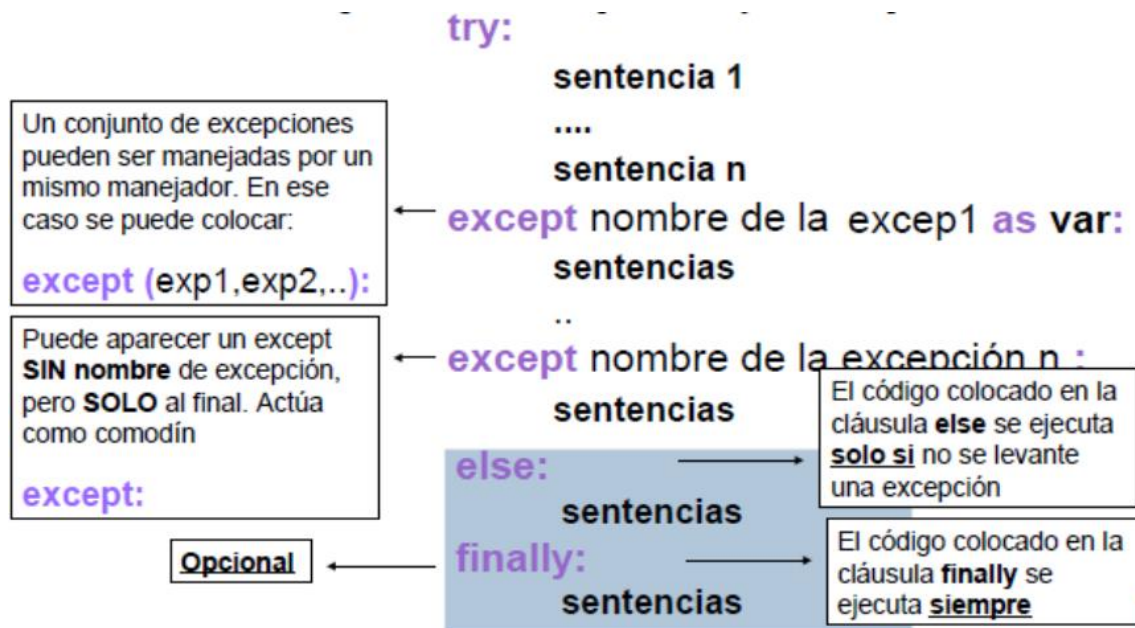 try:
sentencia 1
....
sentencia n
except nombre de la excep1 as var:
sentencias
..
except nombre de la excepción n :
sentencias
else:
sentencias
finally:
sentencias
Un conjunto de excepciones
pueden ser manejadas por un
mismo manejador. En ese
caso se puede colocar:
except (exp1,exp2,..):
Puede aparecer un except
SIN nombre de excepción,
pero SOLO al final. Actúa
como comodín
except:
Opcional
El código colocado en la
cláusula else se ejecuta
solo si no se levante
una excepción
El código colocado en la
cláusula finally se
ejecuta siempre